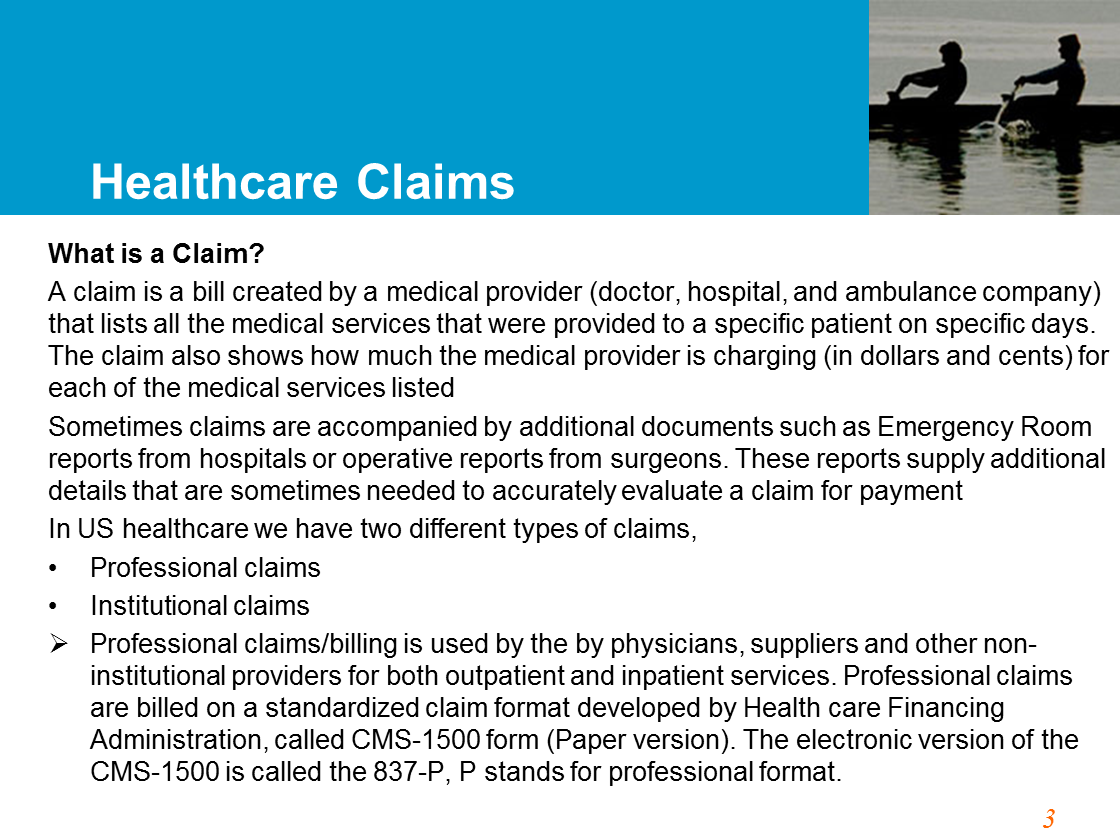 Healthcare Claims
What is a Claim?
A claim is a bill created by a medical provider (doctor, hospital, and ambulance company)
that lists all the medical services that were provided to a specific patient on specific days.
The claim also shows how much the medical provider is charging (in dollars and cents) for
each of the medical services listed
Sometimes claims are accompanied by additional documents such as Emergency Room
reports from hospitals or operative reports from surgeons. These reports supply additional
details that are sometimes needed to accurately evaluate a claim for payment
In US healthcare we have two different types of claims,
• Professional claims
• Institutional claims
➢ Professional claims/billing is used by the by physicians, suppliers and other non-
institutional providers for both outpatient and inpatient services. Professional claims
are billed on a standardized claim format developed by Health care Financing
Administration, called CMS-1500 form (Paper version). The electronic version of the
CMS-1500 is called the 837-P, P stands for professional format.
3